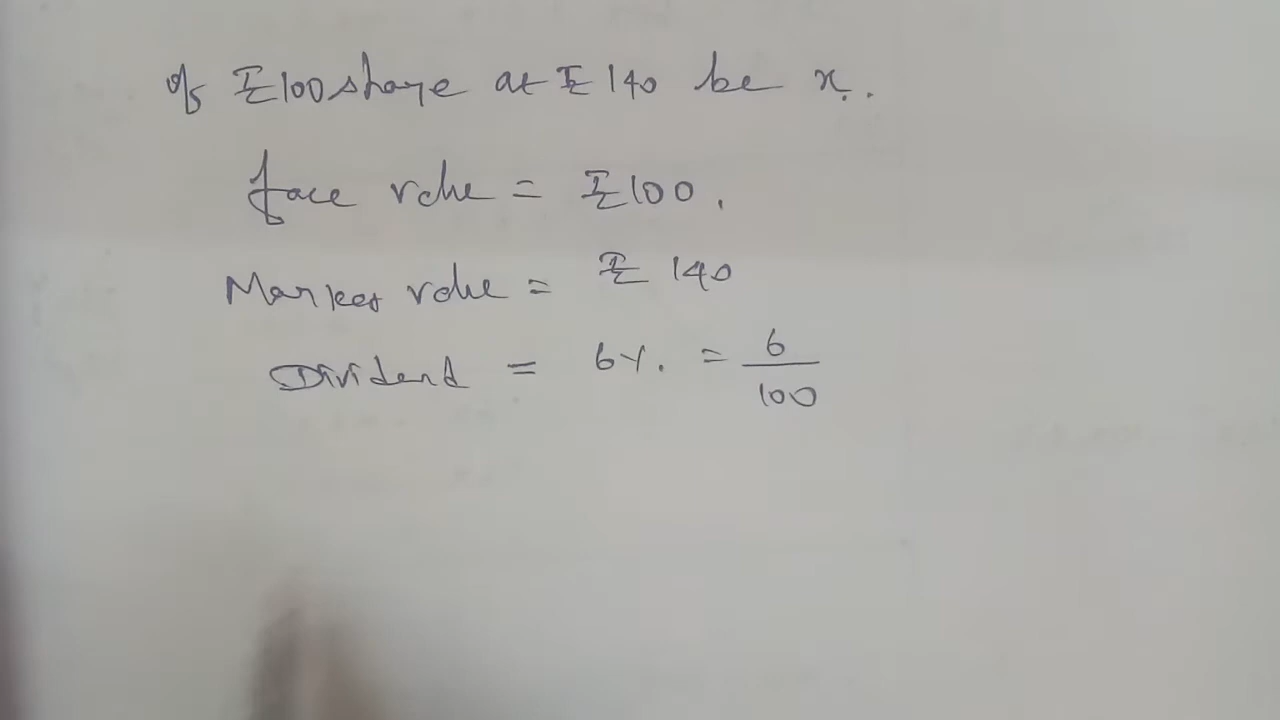 of ₹100 share at ₹140 be x.
face value = ₹100.
Market value = ₹ 140
Dividend = 6%. = 6/100